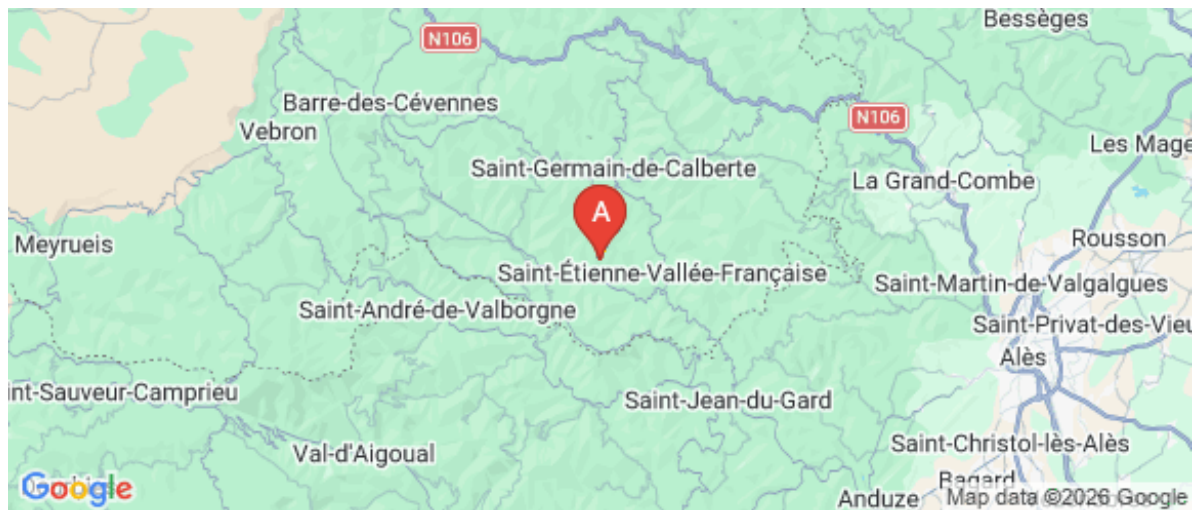 Bessèges
N106
Barre-des-Cévennes
N106
Vebron
Les Mage
Saint-Germain-de-Calberte
La Grand-Combe
A
Meyrueis
Rousson
Saint-Étienne-Vallée-Française
Saint-Martin-de-Valgalgues
Saint-André-de-Valborgne
Saint-Privat-des-Vieu
Alès
int-Sauveur-Camprieu
Saint-Jean-du-Gard
Val-d'Aigoual
Saint-Christol-lès-Alès
Bagard
Google
Anduze
Map data ©2026 Google